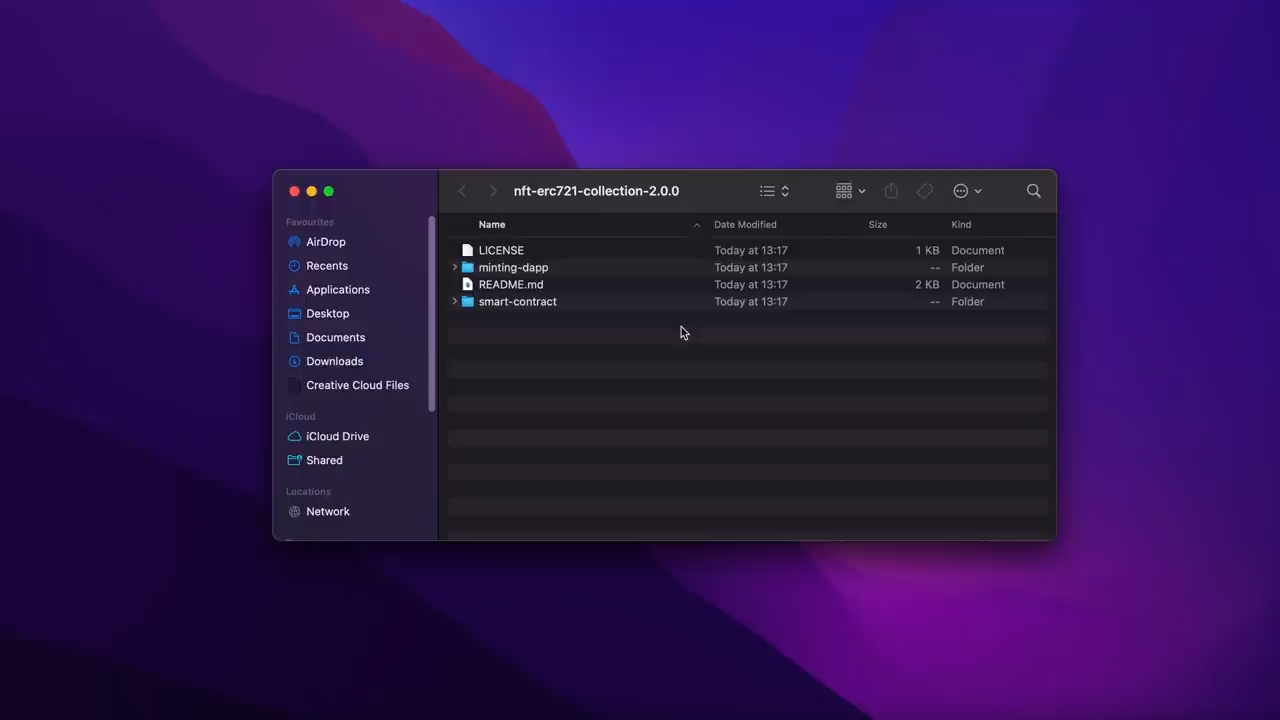 nft-erc721-collection-2.0.0
Favourites
AirDrop
Recents
Applications
Desktop
Documents
Downloads
Creative Cloud Files
iCloud
iCloud Drive
Shared
Locations
Network
Name Date Modified Size Kind
LICENSE Today at 13:17 1 KB Document
minting-dapp Today at 13:17 -- Folder
README.md Today at 13:17 2 KB Document
smart-contract Today at 13:17 -- Folder